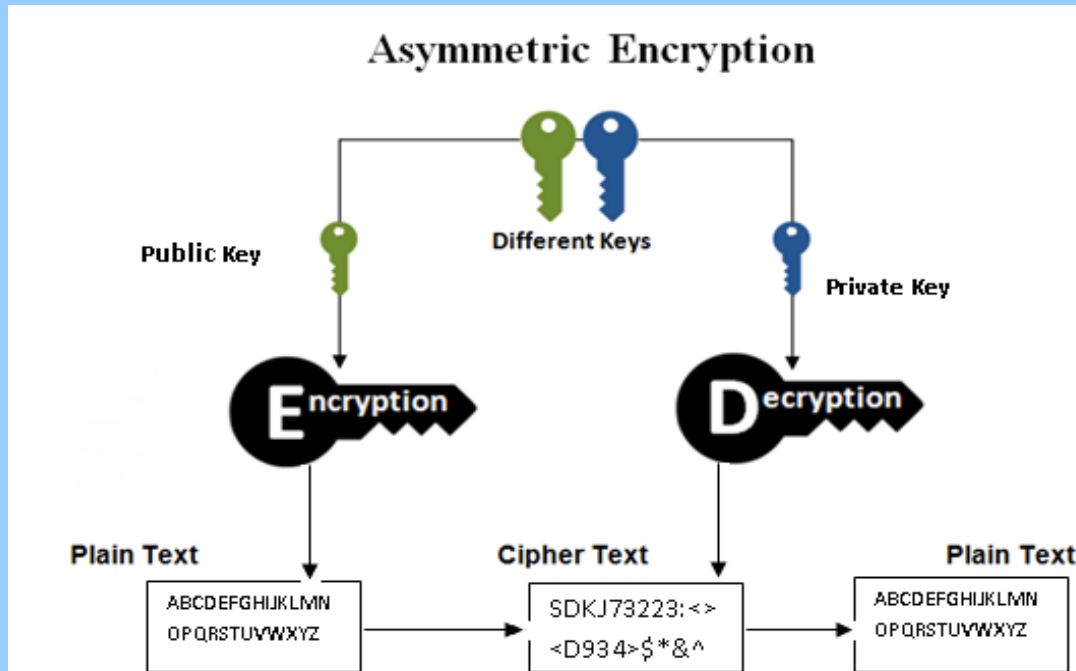 Asymmetric Encryption
Different Keys
Public Key
Private Key
Encryption
Decryption
Plain Text
Cipher Text
Plain Text
ABCDEFGHIJKLMN
OPQRSTUVWXYZ
SDKJ73223:<>
<D934>$*&^
ABCDEFGHIJKLMN
OPQRSTUVWXYZ